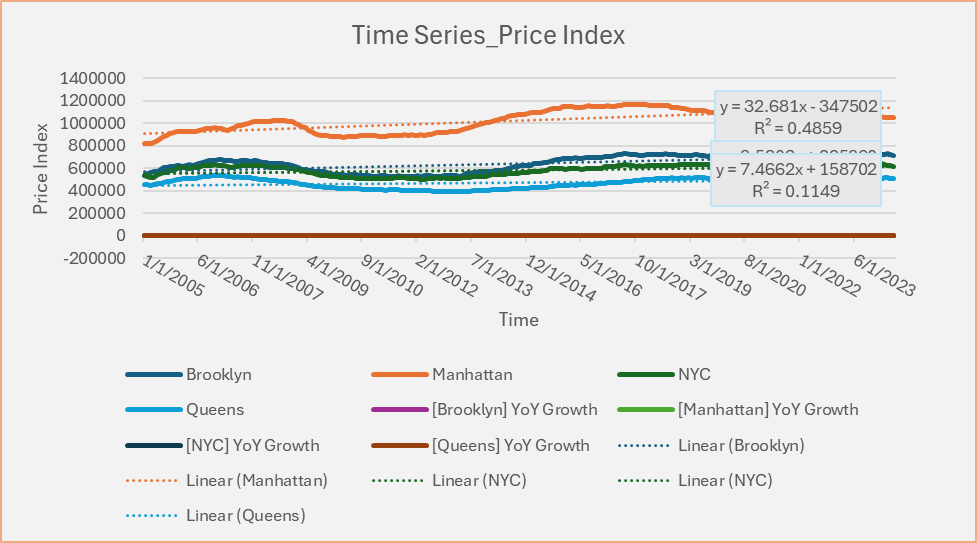 Time Series_Price Index
1400000
1200000
1000000
800000
600000
400000
200000
0
-200000
Price Index
y = 32.681x - 347502
R² = 0.4859
y = 7.4662x + 158702
R² = 0.1149
1/1/2005 6/1/2006 11/1/2007 4/1/2009 9/1/2010 2/1/2012 7/1/2013 12/1/2014 5/1/2016 10/1/2017 3/1/2019 8/1/2020 1/1/2022 6/1/2023
Time
Brooklyn Manhattan NYC
Queens [Brooklyn] YoY Growth [Manhattan] YoY Growth
[NYC] YoY Growth [Queens] YoY Growth Linear (Brooklyn)
Linear (Manhattan) Linear (NYC) Linear (NYC)
Linear (Queens)